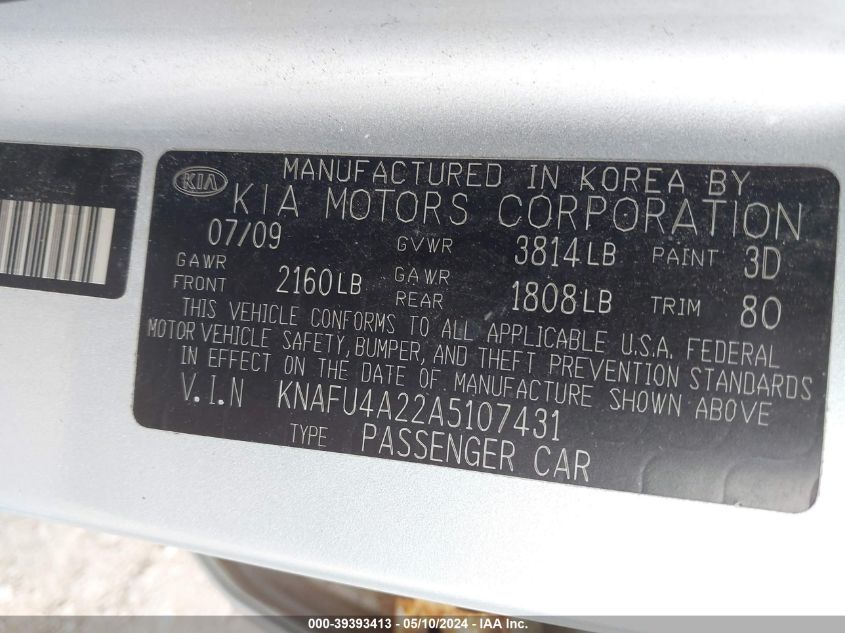 KIA
MANUFACTURED IN KOREA BY
KIA MOTORS CORPORATION
07/09 GVWR 3814LB PAINT 3D
GAWR FRONT 2160LB GAWR REAR 1808LB TRIM 80
THIS VEHICLE CONFORMS TO ALL APPLICABLE U.S.A. FEDERAL
MOTOR VEHICLE SAFETY, BUMPER, AND THEFT PREVENTION STANDARDS
IN EFFECT ON THE DATE OF MANUFACTURE SHOWN ABOVE
V.I.N KNAFU4A22A5107431
TYPE PASSENGER CAR
000-39393413 - 05/10/2024 - IAA Inc.